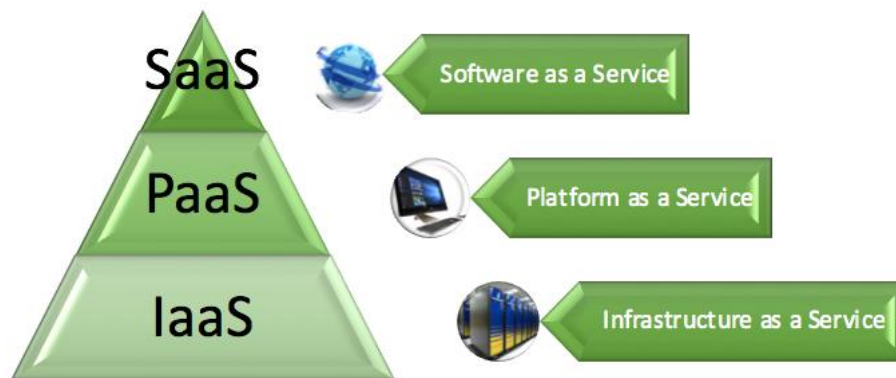 SaaS
Software as a Service
PaaS
Platform as a Service
IaaS
Infrastructure as a Service